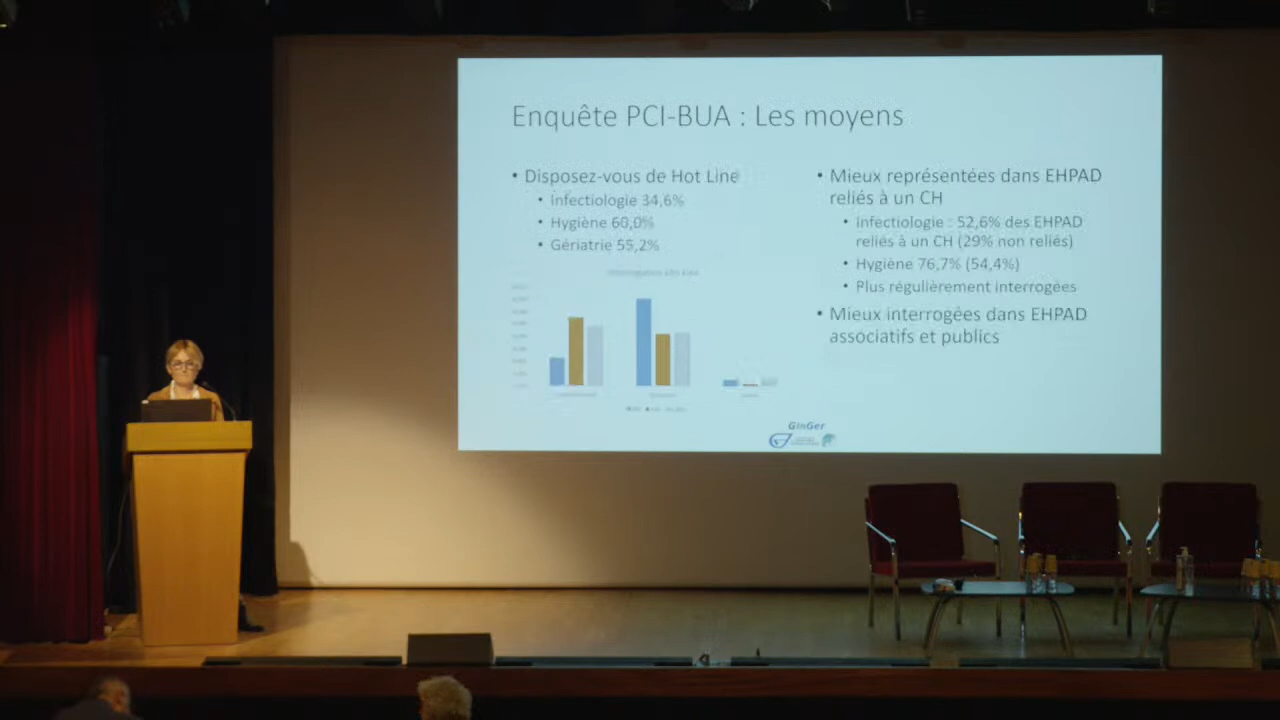 Enquête PCI-BUA : Les moyens
• Disposez-vous de Hot Line
• Infectiologie 34,6%
• Hygiène 60,0%
• Gériatrie 55,2%
• Mieux représentées dans EHPAD
reliés à un CH
• Infectiologie : 52,6% des EHPAD
reliés à un CH (29% non reliés)
• Hygiène 76,7% (54,4%)
• Plus régulièrement interrogées
• Mieux interrogées dans EHPAD
associatifs et publics
GInGer